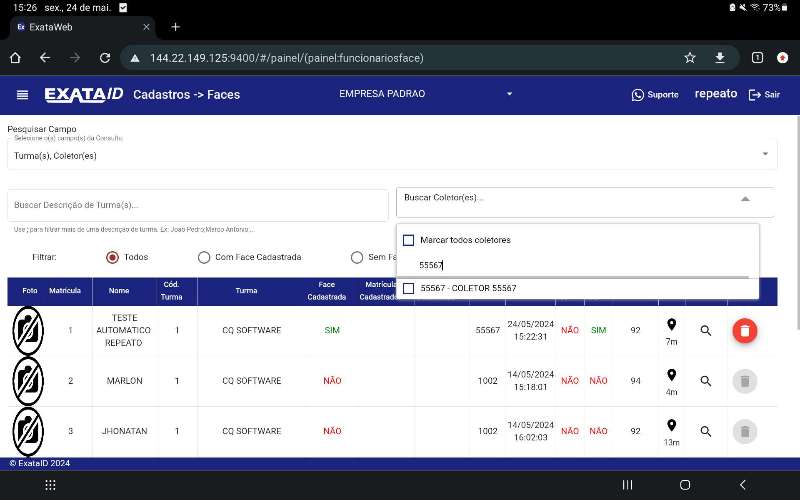 15:26 sex., 24 de mai.
73%
Ex ExataWeb
144.22.149.125:9400/#/painel/(painel:funcionariosface)
1
EXATAID Cadastros -> Faces EMPRESA PADRAO Suporte repeato Sair
Pesquisar Campo
Selecione o(s) campo(s) da Consulta
Turma(s), Coletor(es)
Buscar Descrição de Turma(s)...
Buscar Coletor(es)...
Use ; para filtrar mais de uma descrição de turma. Ex: João Pedro;Marco Antonio...
Marcar todos coletores
Filtrar: Todos Com Face Cadastrada Sem Fa
55567
55567 - COLETOR 55567
Foto Matrícula Nome Cód. Turma Turma Face Cadastrada Matrícula Cadastrada
1 TESTE AUTOMATICO REPEATO 1 CQ SOFTWARE SIM 55567 24/05/2024 15:22:31 NÃO SIM 92 7m
2 MARLON 1 CQ SOFTWARE NÃO 1002 14/05/2024 15:18:01 NÃO NÃO 94 4m
3 JHONATAN 1 CQ SOFTWARE NÃO 1002 14/05/2024 16:02:03 NÃO NÃO 92 13m
© ExataID 2024